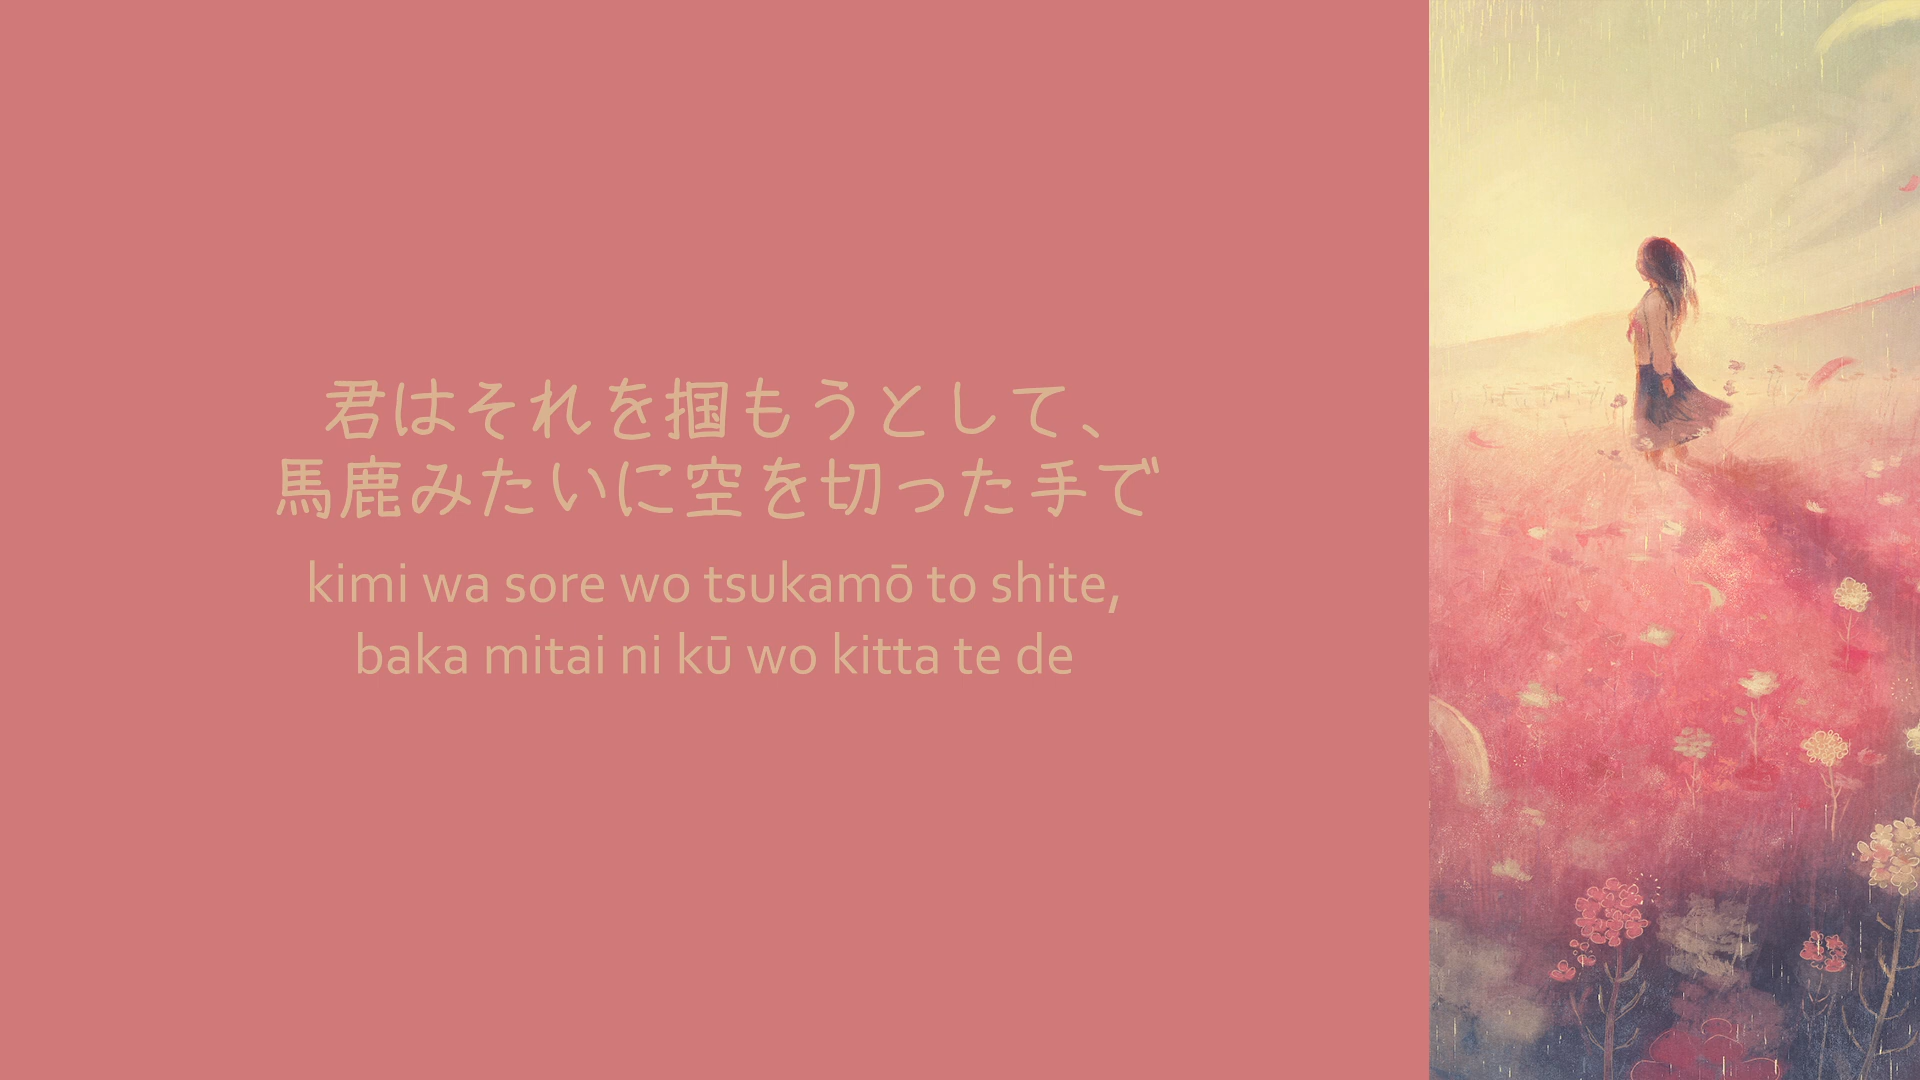 君はそれを掴もうとして、
馬鹿みたいに空を切った手で
kimi wa sore wo tsukamō to shite,
baka mitai ni kū wo kitta te de